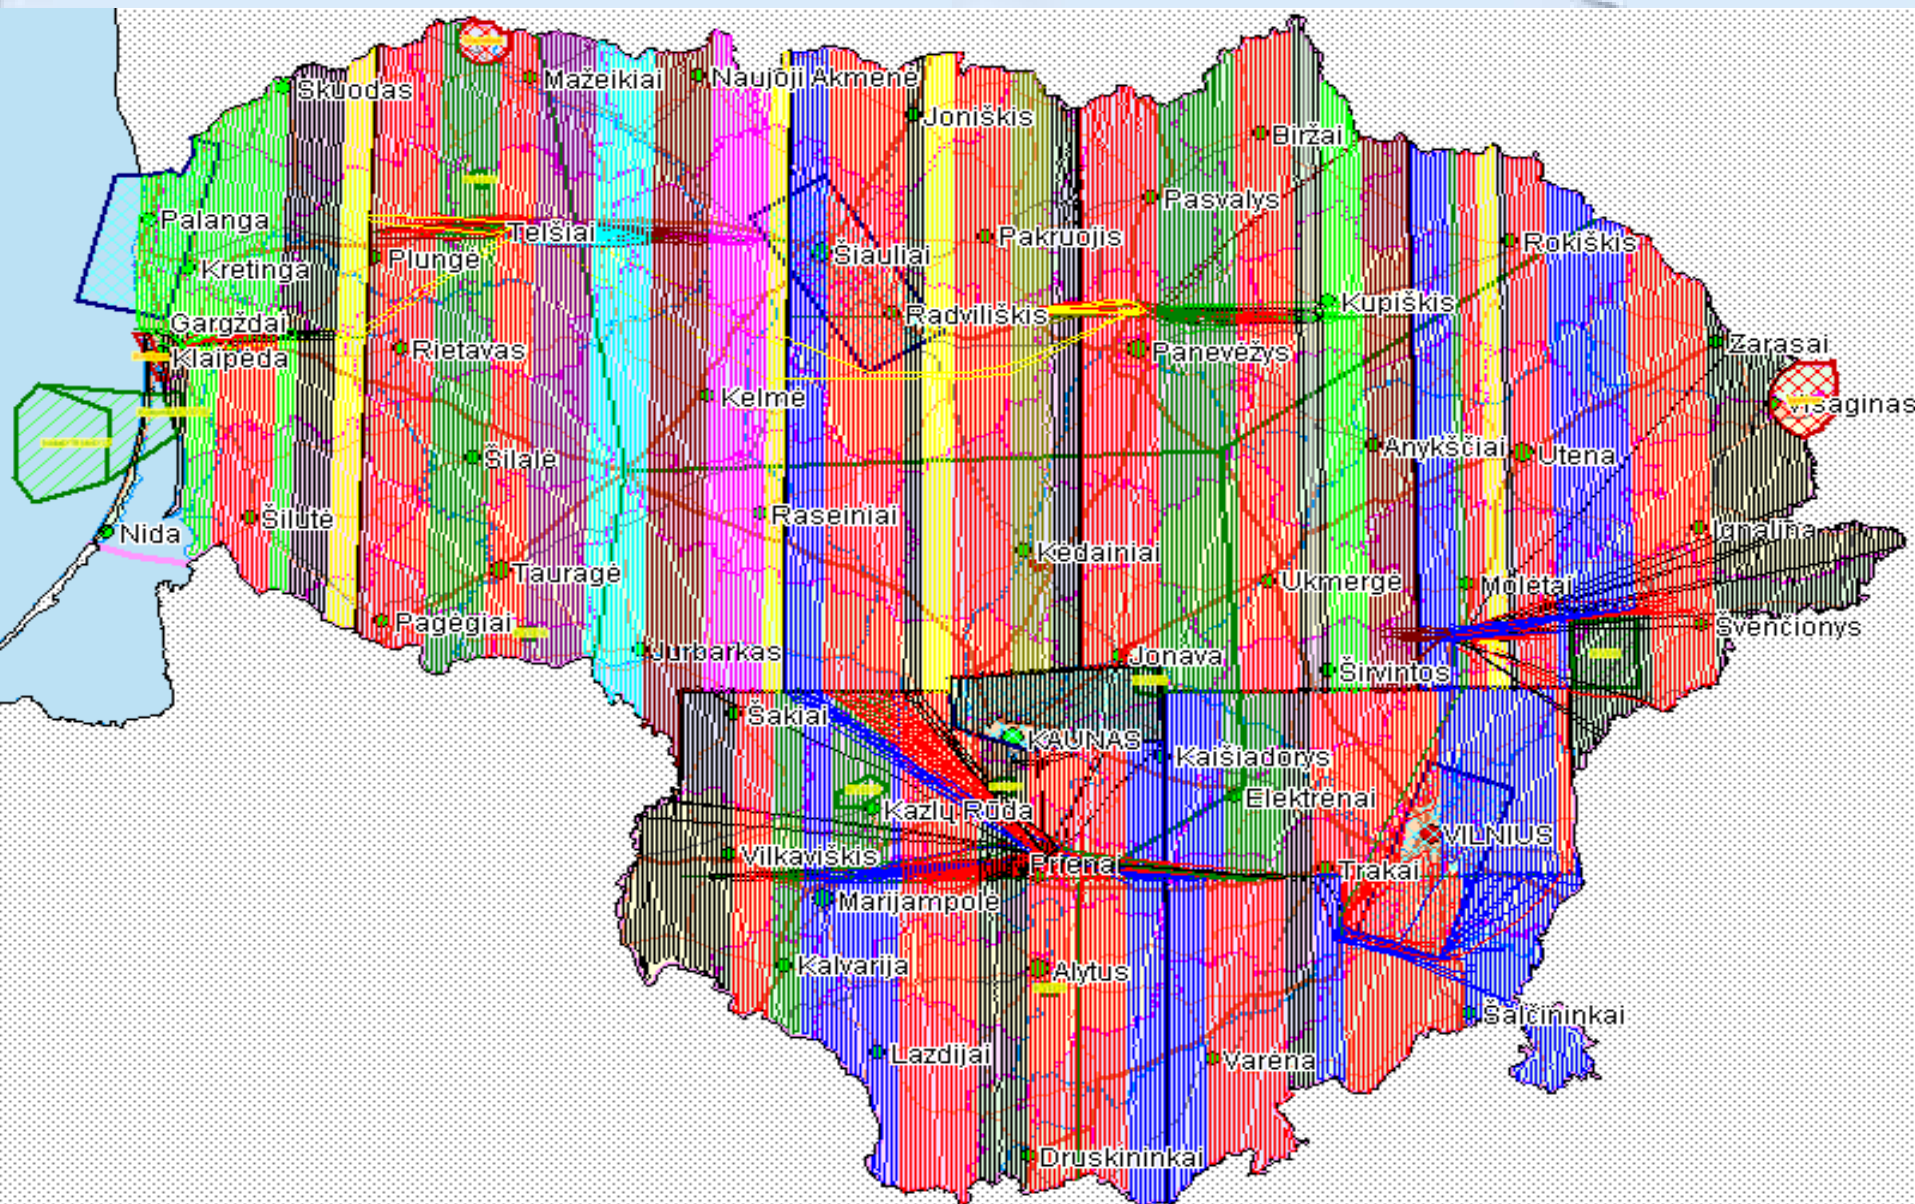 Skuodas
Mažeikiai
Naujoji Akmenė
Joniškis
Biržai
Pasvalys
Palanga
Telšiai
Pakruojis
Rokiškis
Plungė
Šiauliai
Kretinga
Kupiškis
Radviliškis
Gargždai
Zarasai
Klaipėda
Rietavas
Panevėžys
Kelmė
Visaginas
Anykščiai
Utena
Šilalė
Raseiniai
Šilutė
Nida
Ignalina
Kėdainiai
Tauragė
Ukmergė
Molėtai
Pagėgiai
Švenčionys
Jurbarkas
Jonava
Širvintos
Šakiai
KAUNAS
Kaišiadorys
Elektrėnai
Kazlų Rūda
VILNIUS
Vilkaviškis
Prienai
Trakai
Marijampolė
Kalvarija
Alytus
Šalčininkai
Lazdijai
Varėna
Druskininkai